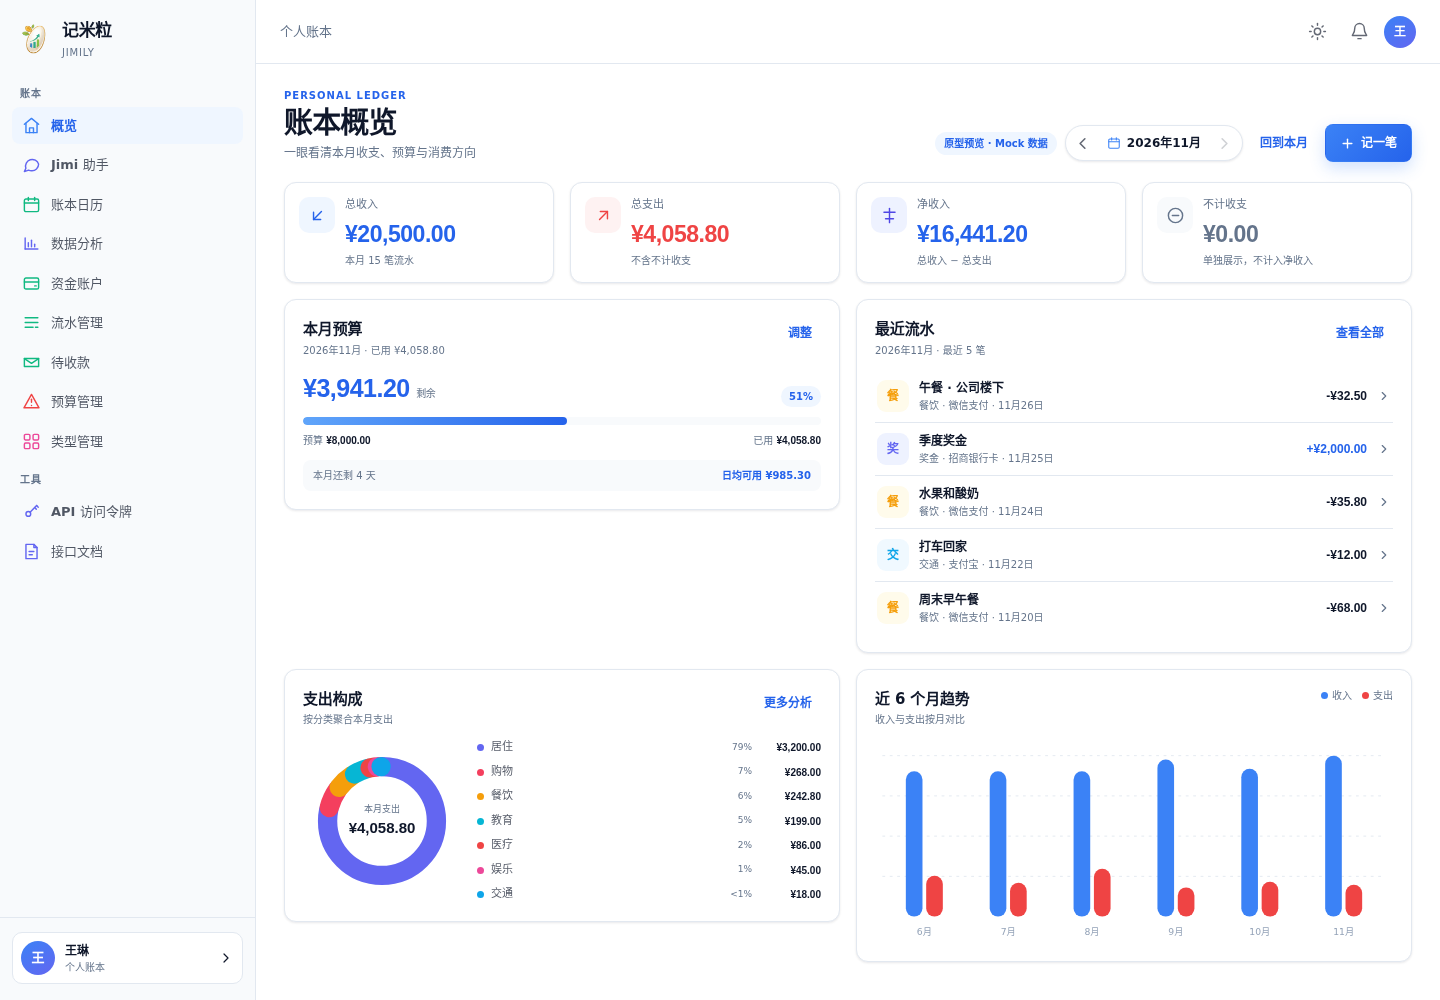 记米粒
JIMILY
账本
概览
Jimi 助手
账本日历
数据分析
资金账户
流水管理
待收款
预算管理
类型管理
工具
API 访问令牌
接口文档
王
王琳
个人账本
个人账本
王
PERSONAL LEDGER
账本概览
一眼看清本月收支、预算与消费方向
原型预览 · Mock 数据
2026年11月
回到本月
记一笔
总收入
¥20,500.00
本月 15 笔流水
总支出
¥4,058.80
不含不计收支
净收入
¥16,441.20
总收入 − 总支出
不计收支
¥0.00
单独展示，不计入净收入
本月预算
调整
2026年11月 · 已用 ¥4,058.80
¥3,941.20 剩余
51%
预算 ¥8,000.00
已用 ¥4,058.80
本月还剩 4 天
日均可用 ¥985.30
最近流水
查看全部
2026年11月 · 最近 5 笔
餐
午餐 · 公司楼下
餐饮 · 微信支付 · 11月26日
-¥32.50
奖
季度奖金
奖金 · 招商银行卡 · 11月25日
+¥2,000.00
餐
水果和酸奶
餐饮 · 微信支付 · 11月24日
-¥35.80
交
打车回家
交通 · 支付宝 · 11月22日
-¥12.00
餐
周末早午餐
餐饮 · 微信支付 · 11月20日
-¥68.00
支出构成
更多分析
按分类聚合本月支出
本月支出
¥4,058.80
居住 79% ¥3,200.00
购物 7% ¥268.00
餐饮 6% ¥242.80
教育 5% ¥199.00
医疗 2% ¥86.00
娱乐 1% ¥45.00
交通 <1% ¥18.00
近 6 个月趋势
收入 支出
收入与支出按月对比
6月 7月 8月 9月 10月 11月